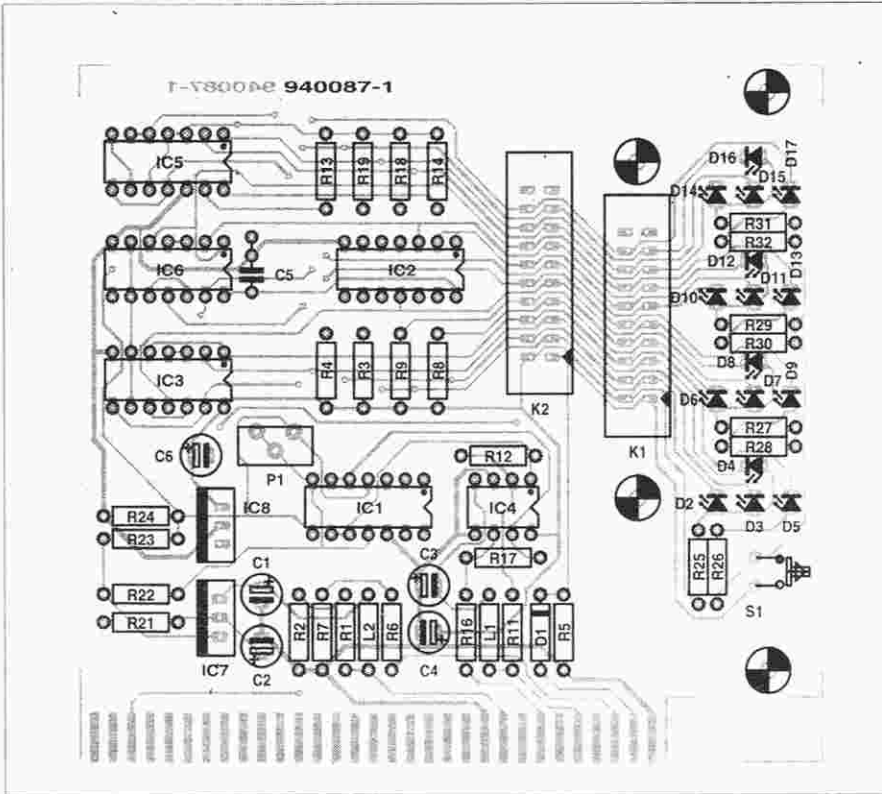 1-780046 940087-1
D17
D16
D15
IC5
R13
R19
R18
R14
D14
R31
R32
IC6
C5
IC2
D12
D13
D11
D10
R29
R30
IC3
R4
R3
R9
R8
D8
D9
D7
K2
D6
C6
P1
R12
K1
R27
R28
D4
R24
IC8
IC1
IC4
D2
D3
D5
R23
C1
C3
R17
R25
R26
R22
S1
R21
R2
R7
R1
L2
R6
R16
L1
R11
D1
R5
IC7
C2
C4